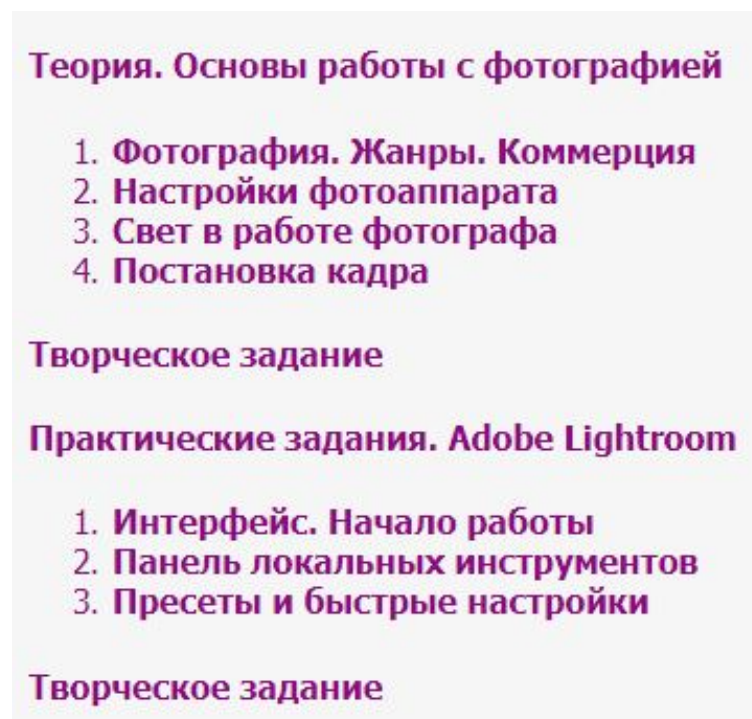 Теория. Основы работы с фотографией
1. Фотография. Жанры. Коммерция
2. Настройки фотоаппарата
3. Свет в работе фотографа
4. Постановка кадра
Творческое задание
Практические задания. Adobe Lightroom
1. Интерфейс. Начало работы
2. Панель локальных инструментов
3. Пресеты и быстрые настройки
Творческое задание